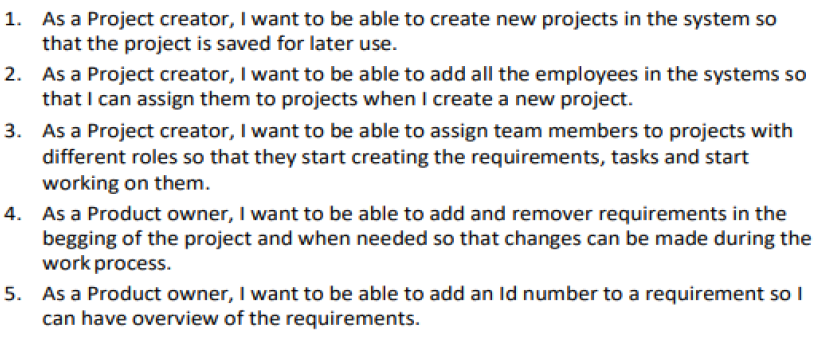 1. As a Project creator, I want to be able to create new projects in the system so
that the project is saved for later use.
2. As a Project creator, I want to be able to add all the employees in the systems so
that I can assign them to projects when I create a new project.
3. As a Project creator, I want to be able to assign team members to projects with
different roles so that they start creating the requirements, tasks and start
working on them.
4. As a Product owner, I want to be able to add and remover requirements in the
begging of the project and when needed so that changes can be made during the
work process.
5. As a Product owner, I want to be able to add an Id number to a requirement so I
can have overview of the requirements.